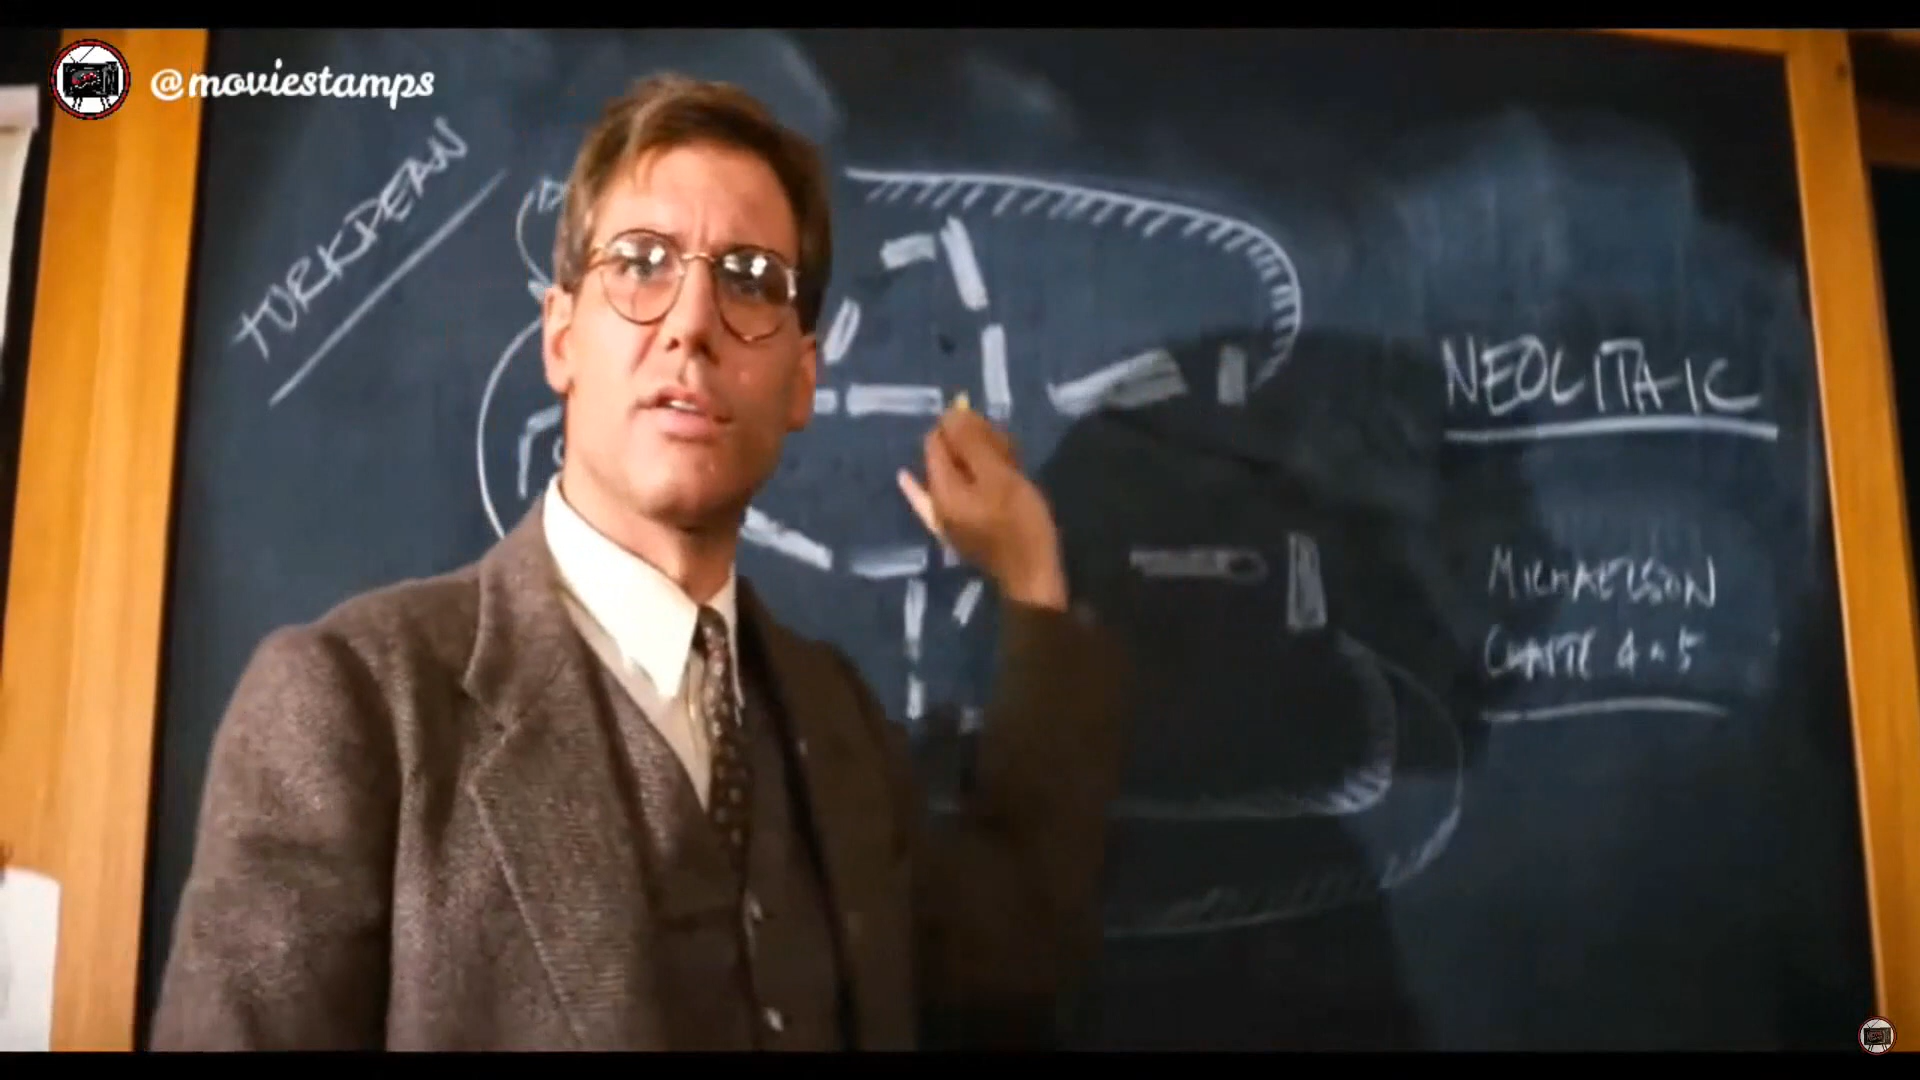 @moviestamps
TURKDEAN
NEOLITHIC
MICHAELSON
CHAPTE 4 5